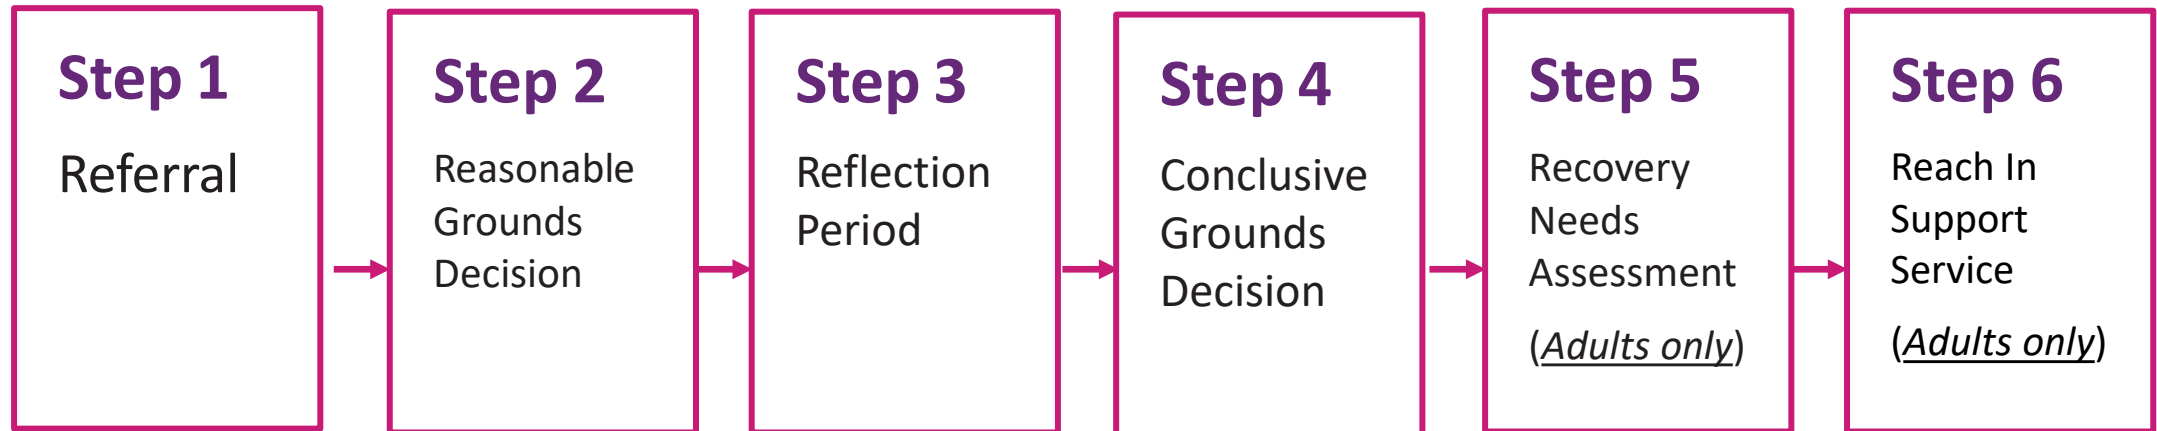 Step 1
Referral
Step 2
Reasonable
Grounds
Decision
Step 3
Reflection
Period
Step 4
Conclusive
Grounds
Decision
Step 5
Recovery
Needs
Assessment
(Adults only)
Step 6
Reach In
Support
Service
(Adults only)